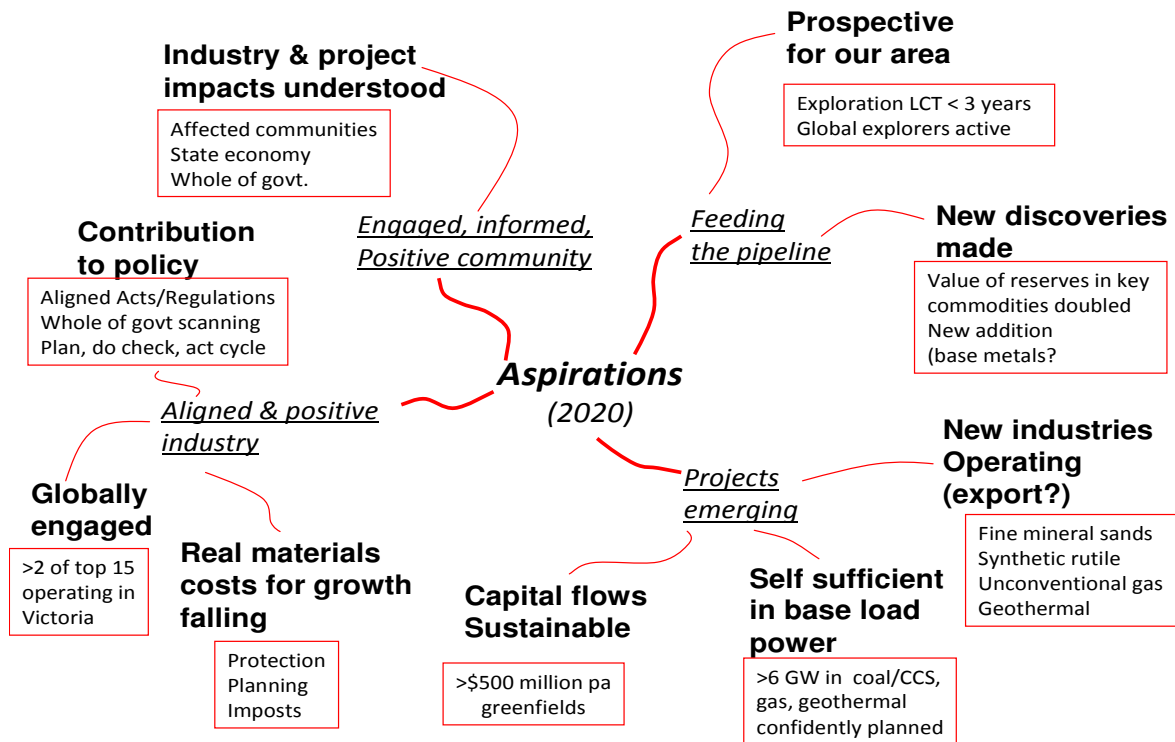 Prospective
for our area
Exploration LCT < 3 years
Global explorers active
Industry & project
impacts understood
Affected communities
State economy
Whole of govt.
Engaged, informed,
Positive community
Feeding
the pipeline
New discoveries
made
Value of reserves in key
commodities doubled
New addition
(base metals?
Contribution
to policy
Aligned Acts/Regulations
Whole of govt scanning
Plan, do check, act cycle
Aspirations
(2020)
Aligned & positive
industry
Globally
engaged
>2 of top 15
operating in
Victoria
Real materials
costs for growth
falling
Protection
Planning
Imposts
Projects
emerging
New industries
Operating
(export?)
Fine mineral sands
Synthetic rutile
Unconventional gas
Geothermal
Capital flows
Sustainable
>$500 million pa
greenfields
Self sufficient
in base load
power
>6 GW in coal/CCS,
gas, geothermal
confidently planned